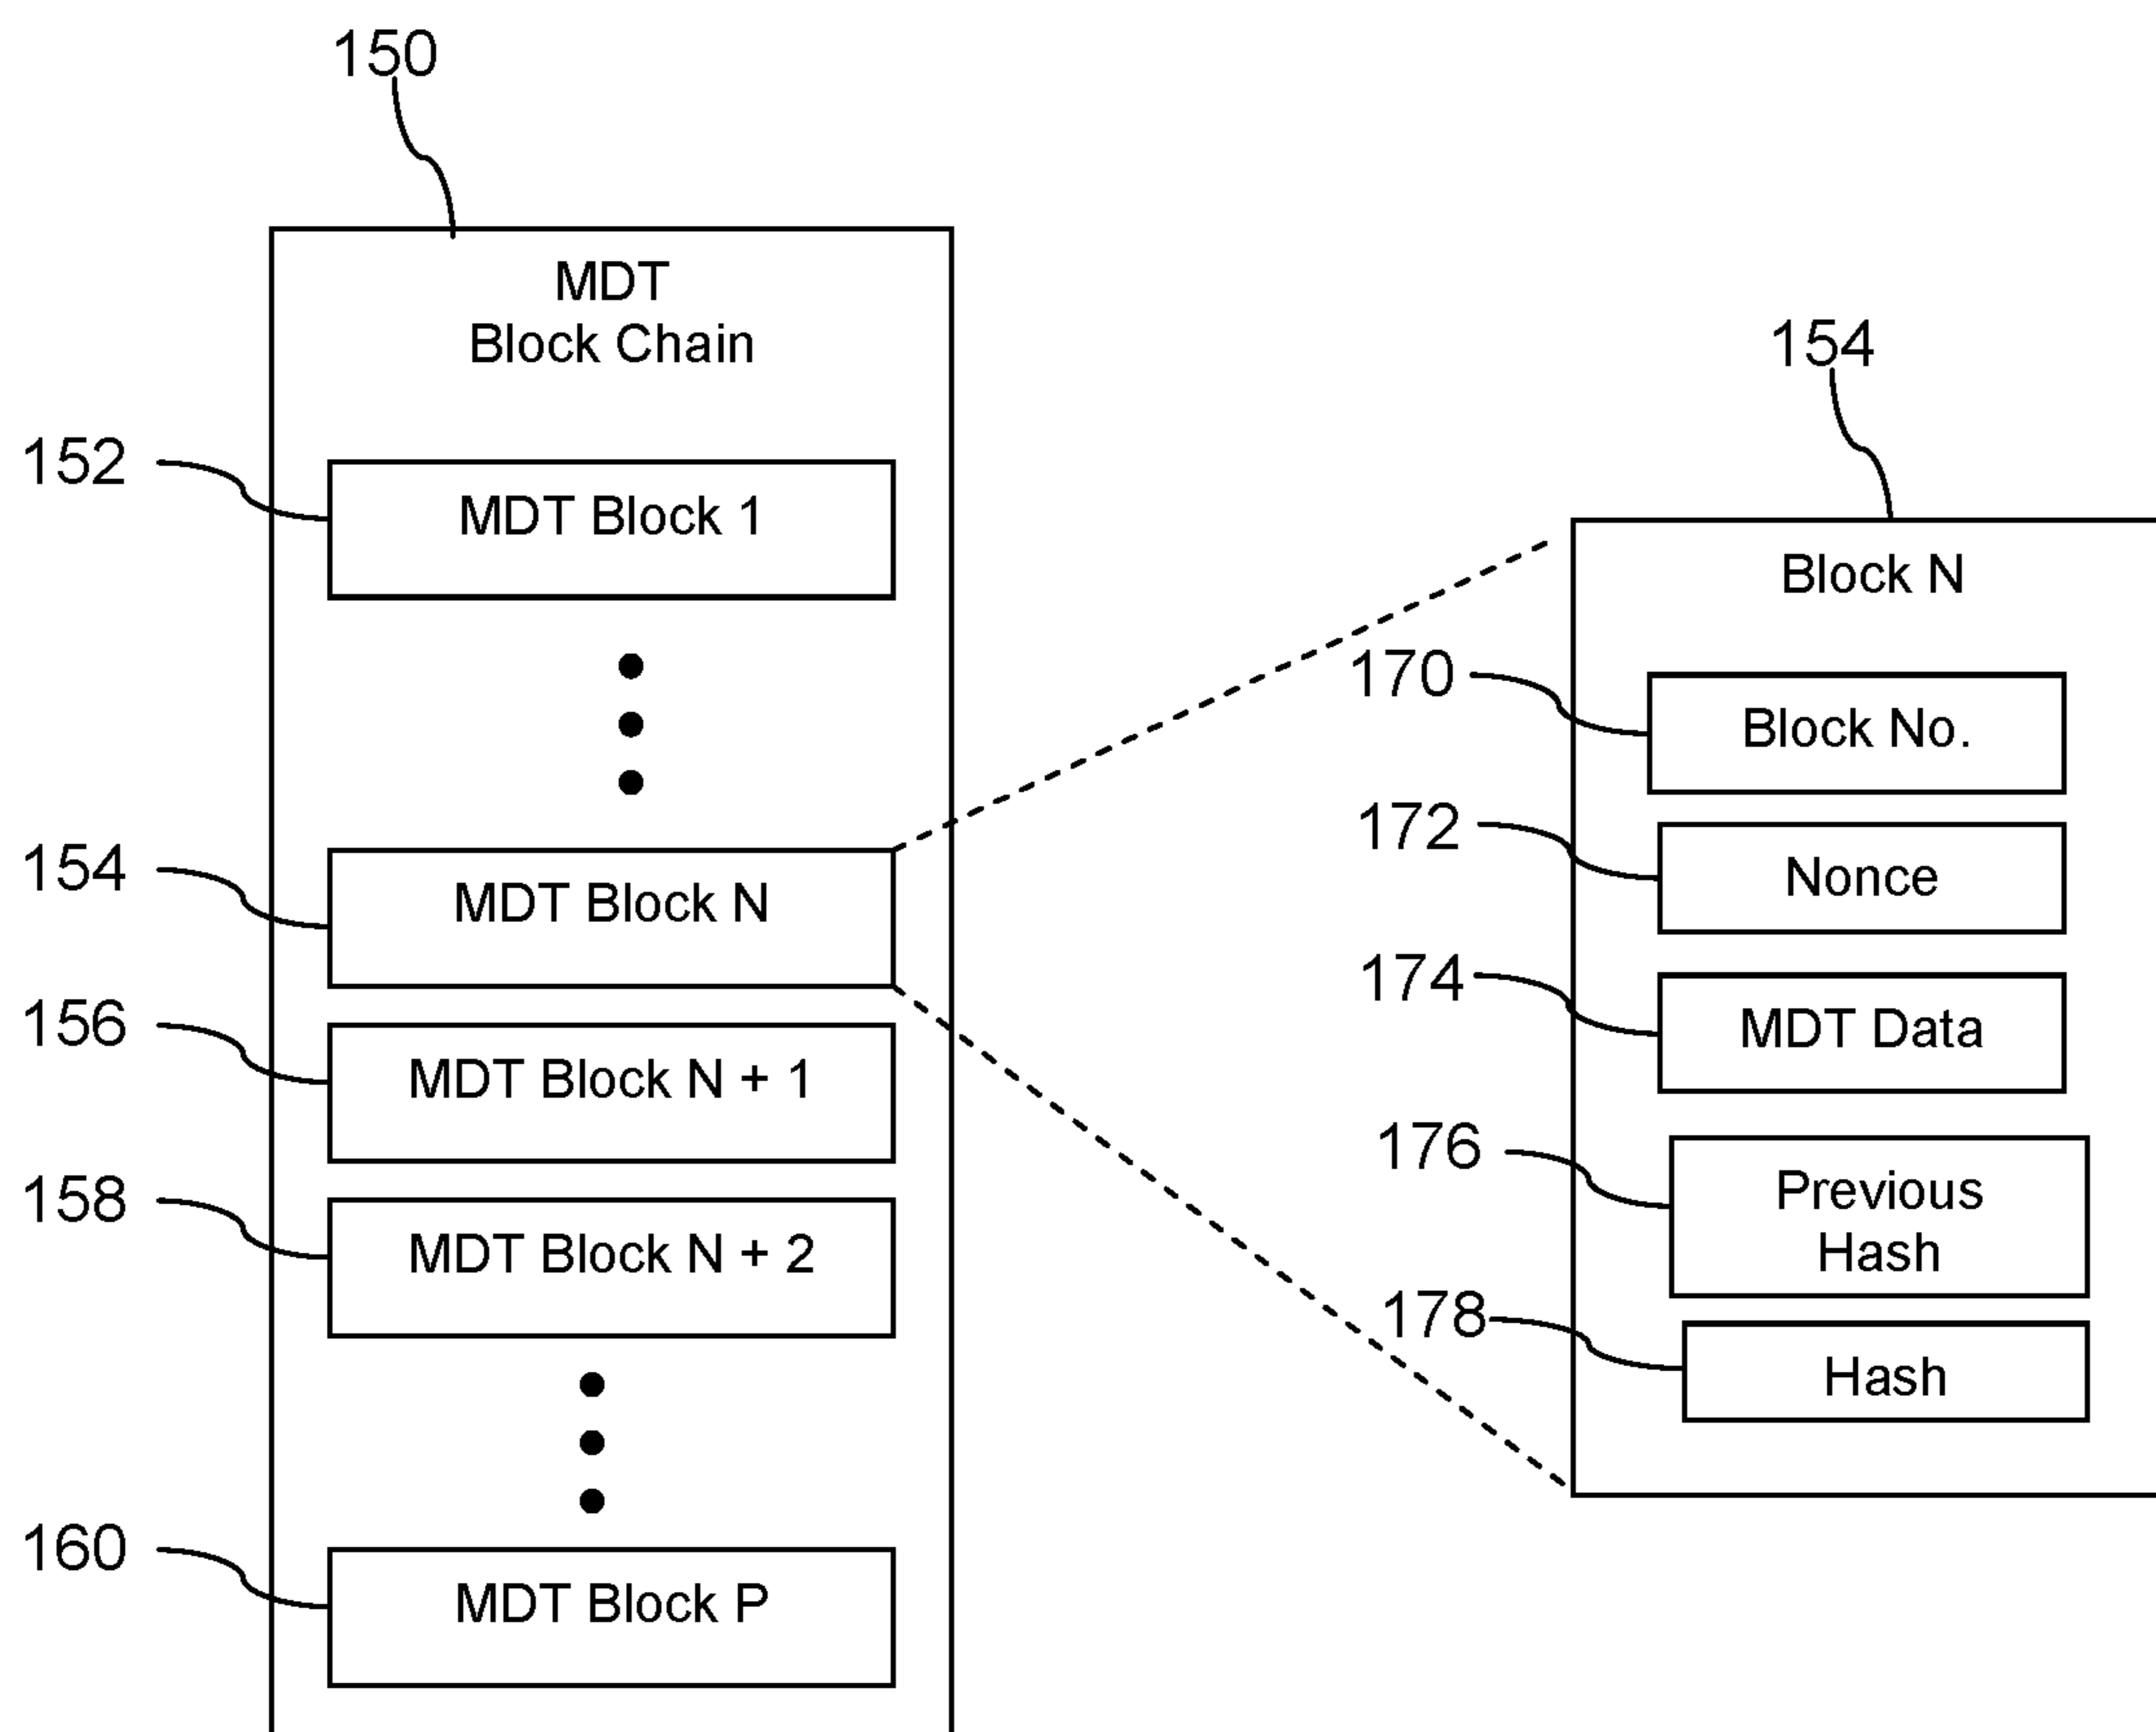 150
MDT
Block Chain
152
MDT Block 1
154
MDT Block N
156
MDT Block N + 1
158
MDT Block N + 2
160
MDT Block P
154
Block N
170
Block No.
172
Nonce
174
MDT Data
176
Previous
Hash
178
Hash